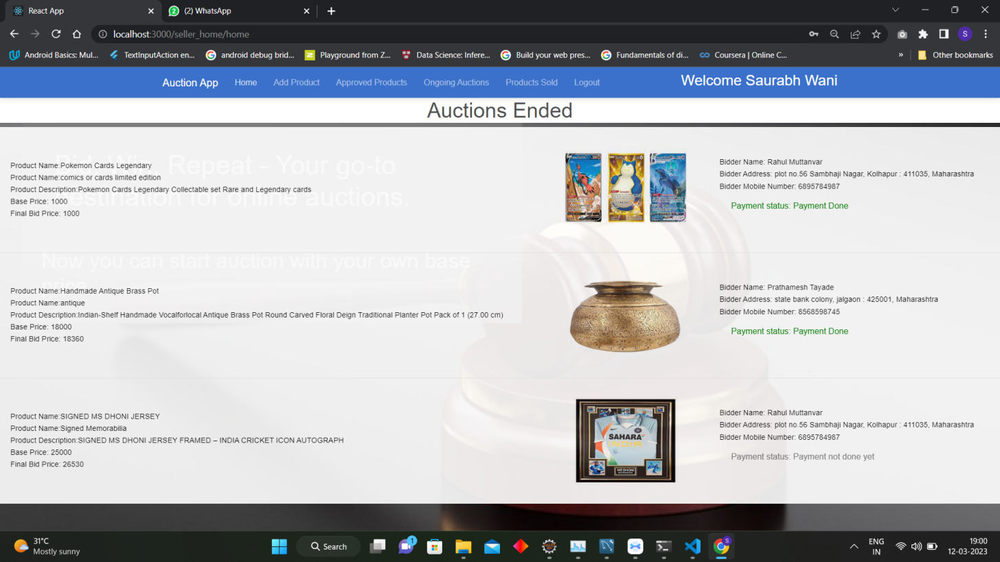 React App
(2) WhatsApp
localhost:3000/seller_home/home
S
Android Basics: Mul...
TextInputAction en...
android debug brid...
Playground from Z...
Data Science: Infere...
Build your web pres...
Fundamentals of di...
Coursera | Online C...
»
Other bookmarks
Auction App
Home
Add Product
Approved Products
Ongoing Auctions
Products Sold
Logout
Welcome Saurabh Wani
Auctions Ended
Repeat - Your go-to
destination for online auctions.
Product Name:Pokemon Cards Legendary
Product Name:comics or cards limited edition
Product Description:Pokemon Cards Legendary Collectable set Rare and Legendary cards
Base Price: 1000
Final Bid Price: 1000
Bidder Name: Rahul Muttanvar
Bidder Address: plot no.56 Sambhaji Nagar, Kolhapur : 411035, Maharashtra
Bidder Mobile Number: 6895784987
Payment status: Payment Done
Now you can start auction with your own base
price
Product Name:Handmade Antique Brass Pot
Product Name:antique
Product Description:Indian-Shelf Handmade Vocalforlocal Antique Brass Pot Round Carved Floral Deign Traditional Planter Pot Pack of 1 (27.00 cm)
Base Price: 18000
Final Bid Price: 18360
Bidder Name: Prathamesh Tayade
Bidder Address: state bank colony, jalgaon : 425001, Maharashtra
Bidder Mobile Number: 8568598745
Payment status: Payment Done
Product Name:SIGNED MS DHONI JERSEY
Product Name:Signed Memorabilia
Product Description:SIGNED MS DHONI JERSEY FRAMED – INDIA CRICKET ICON AUTOGRAPH
Base Price: 25000
Final Bid Price: 26530
SAHARA
INDIA
MS DHONI
Bidder Name: Rahul Muttanvar
Bidder Address: plot no.56 Sambhaji Nagar, Kolhapur : 411035, Maharashtra
Bidder Mobile Number: 6895784987
Payment status: Payment not done yet
31°C
Mostly sunny
Search
1
S
ENG
IN
19:00
12-03-2023